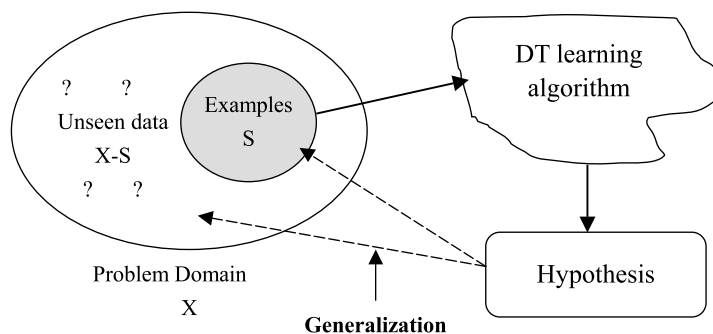 ? ?
Unseen data
X-S
? ?
Examples
S
DT learning
algorithm
Hypothesis
Problem Domain
X
Generalization